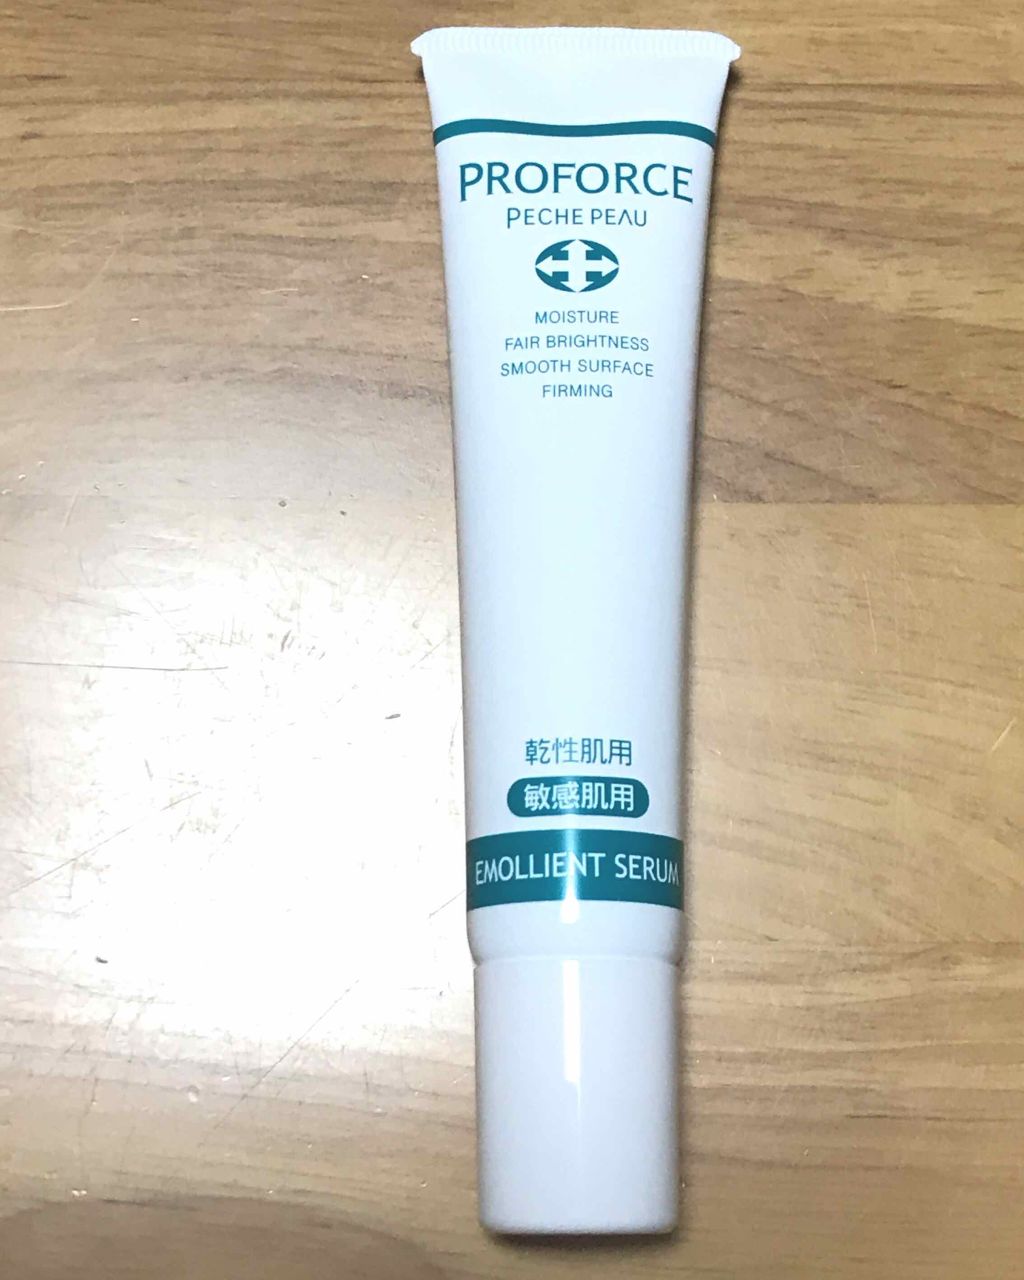 PROFORCE
PECHE PEAU
MOISTURE
FAIR BRIGHTNESS
SMOOTH SURFACE
FIRMING
乾性肌用
敏感肌用
EMOLLIENT SERUM